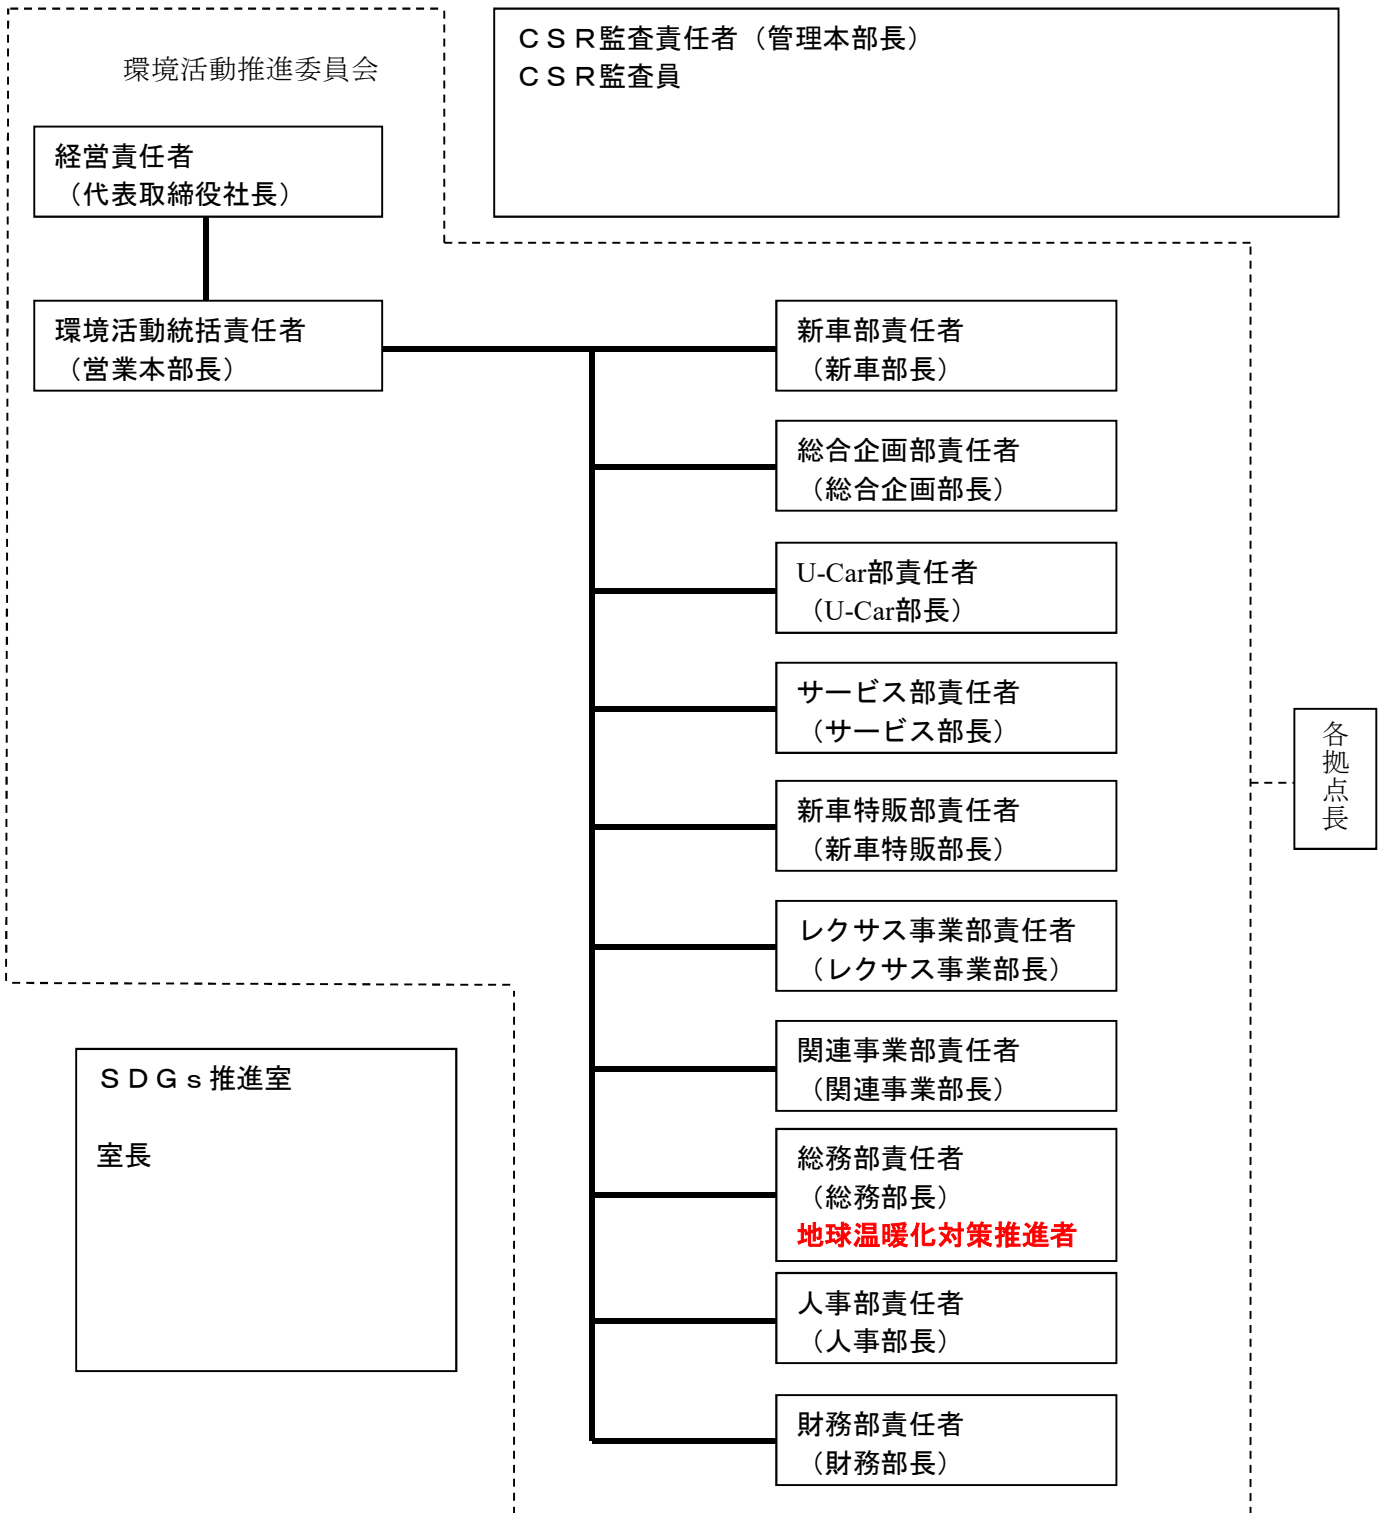 環境活動推進委員会
ＣＳＲ監査責任者（管理本部長）
ＣＳＲ監査員
経営責任者
（代表取締役社長）
環境活動統括責任者
（営業本部長）
新車部責任者
（新車部長）
総合企画部責任者
（総合企画部長）
U-Car部責任者
（U-Car部長）
サービス部責任者
（サービス部長）
新車特販部責任者
（新車特販部長）
レクサス事業部責任者
（レクサス事業部長）
関連事業部責任者
（関連事業部長）
総務部責任者
（総務部長）
地球温暖化対策推進者
人事部責任者
（人事部長）
財務部責任者
（財務部長）
各拠点長
ＳＤＧｓ推進室
室長